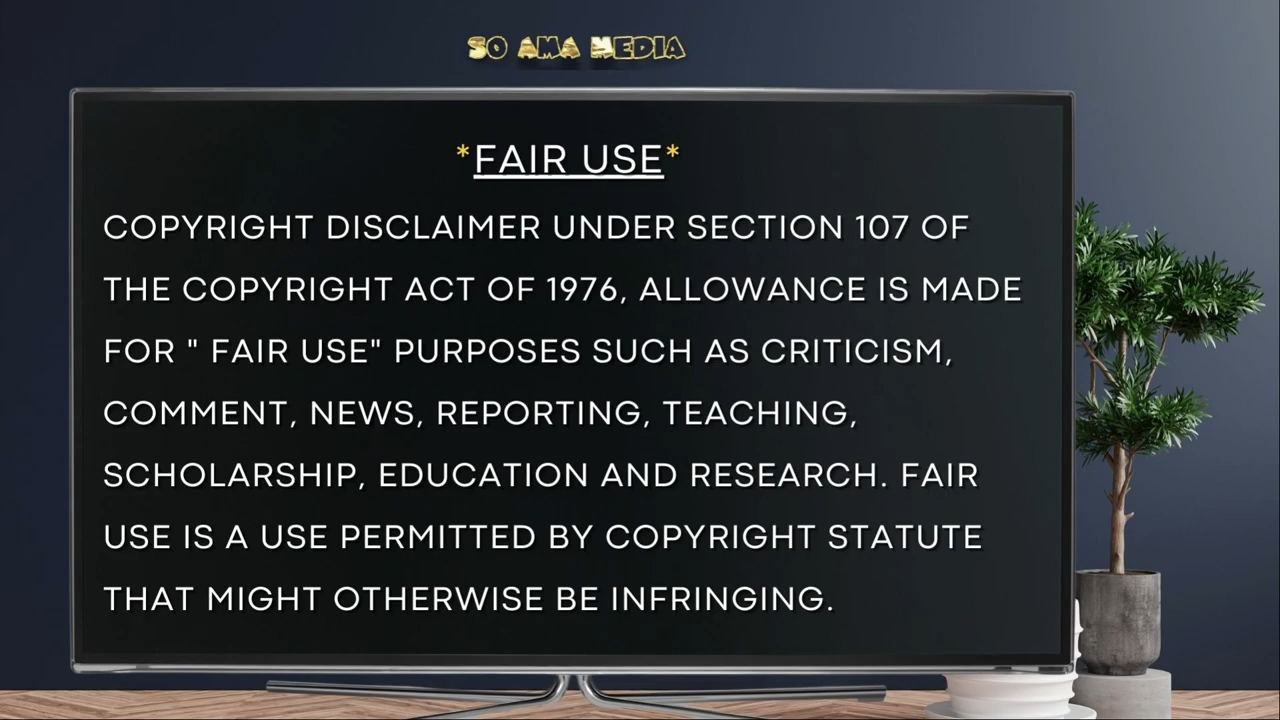 SO AMA MEDIA
*FAIR USE*
COPYRIGHT DISCLAIMER UNDER SECTION 107 OF
THE COPYRIGHT ACT OF 1976, ALLOWANCE IS MADE
FOR " FAIR USE" PURPOSES SUCH AS CRITICISM,
COMMENT, NEWS, REPORTING, TEACHING,
SCHOLARSHIP, EDUCATION AND RESEARCH. FAIR
USE IS A USE PERMITTED BY COPYRIGHT STATUTE
THAT MIGHT OTHERWISE BE INFRINGING.